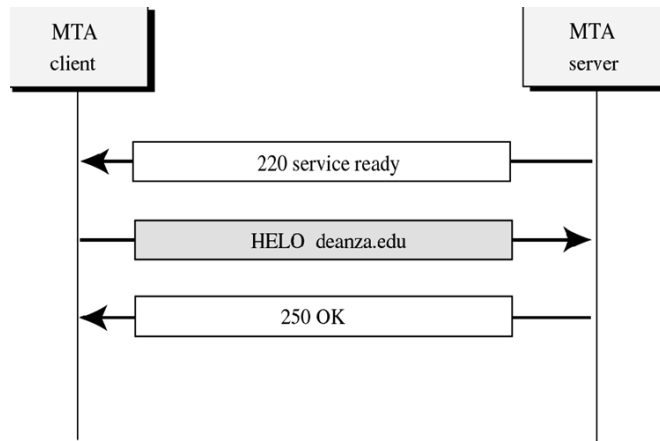 MTA
client
MTA
server
220 service ready
HELO deanza.edu
250 OK